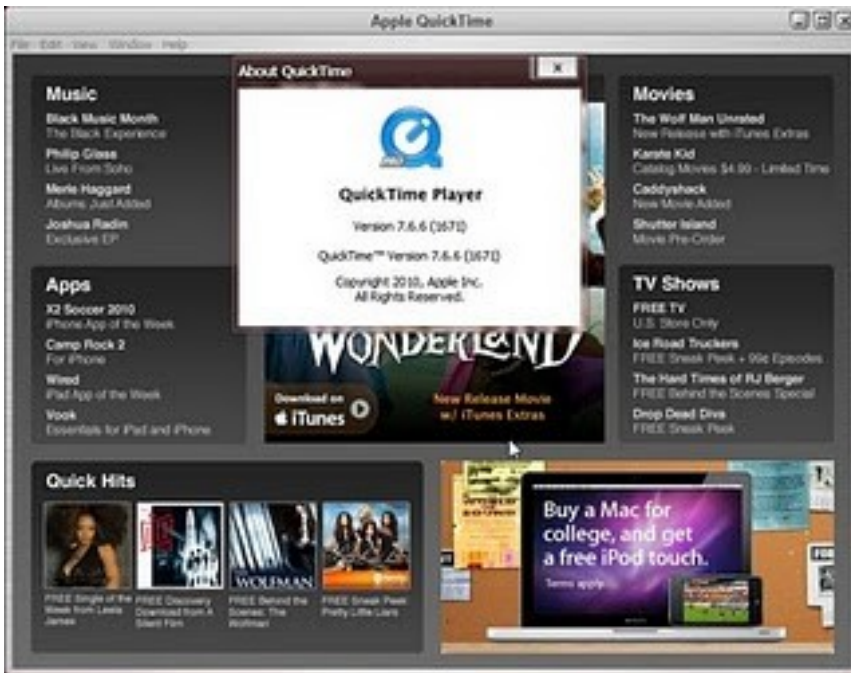 Apple QuickTime
File Edit View Window Help
About QuickTime
PRO
QuickTime Player
Version 7.6.6 (1671)
QuickTime™ Version 7.6.6 (1671)
Copyright 2010, Apple Inc.
All Rights Reserved.
Music
Black Music Month
The Black Experience
Philip Glass
Live From Soho
Merle Haggard
Albums Just Added
Joshua Radin
Exclusive EP
Movies
The Wolf Man Unrated
New Release with iTunes Extras
Karate Kid
Catalog Movies $4.99 - Limited Time
Caddyshack
New Movie Added
Shutter Island
Movie Pre-Order
Apps
X2 Soccer 2010
iPhone App of the Week
Camp Rock 2
For iPhone
Wired
iPad App of the Week
Vook
Essentials for iPad and iPhone
WONDERLAND
Download on
iTunes
New Release Movie
w/ iTunes Extras
TV Shows
FREE TV
U.S. Store Only
Ice Road Truckers
FREE Sneak Peek + 99¢ Episodes
The Hard Times of RJ Berger
FREE Behind the Scenes Special
Drop Dead Diva
FREE Sneak Peek
Quick Hits
WOLFMAN
FREE Single of the
Week from Leela
James
FREE Discovery
Download from A
Silent Film
FREE Behind the
Scenes: The
Wolfman
FREE Sneak Peek
Pretty Little Liars
Buy a Mac for
college, and get
a free iPod touch.
Terms apply.
FOR